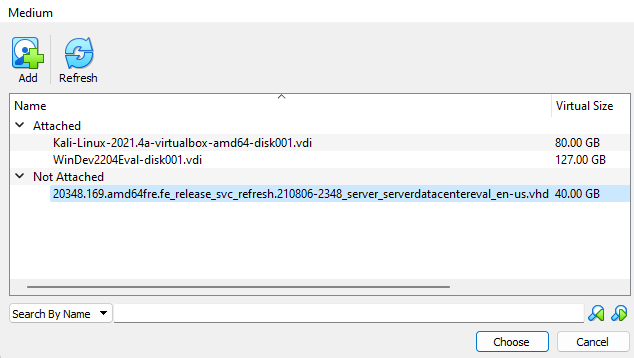 Medium
Add
Refresh
Name
Virtual Size
Attached
Kali-Linux-2021.4a-virtualbox-amd64-disk001.vdi
80.00 GB
WinDev2204Eval-disk001.vdi
127.00 GB
Not Attached
20348.169.amd64fre.fe_release_svc_refresh.210806-2348_server_serverdatacentereval_en-us.vhd
40.00 GB
Search By Name
Choose
Cancel